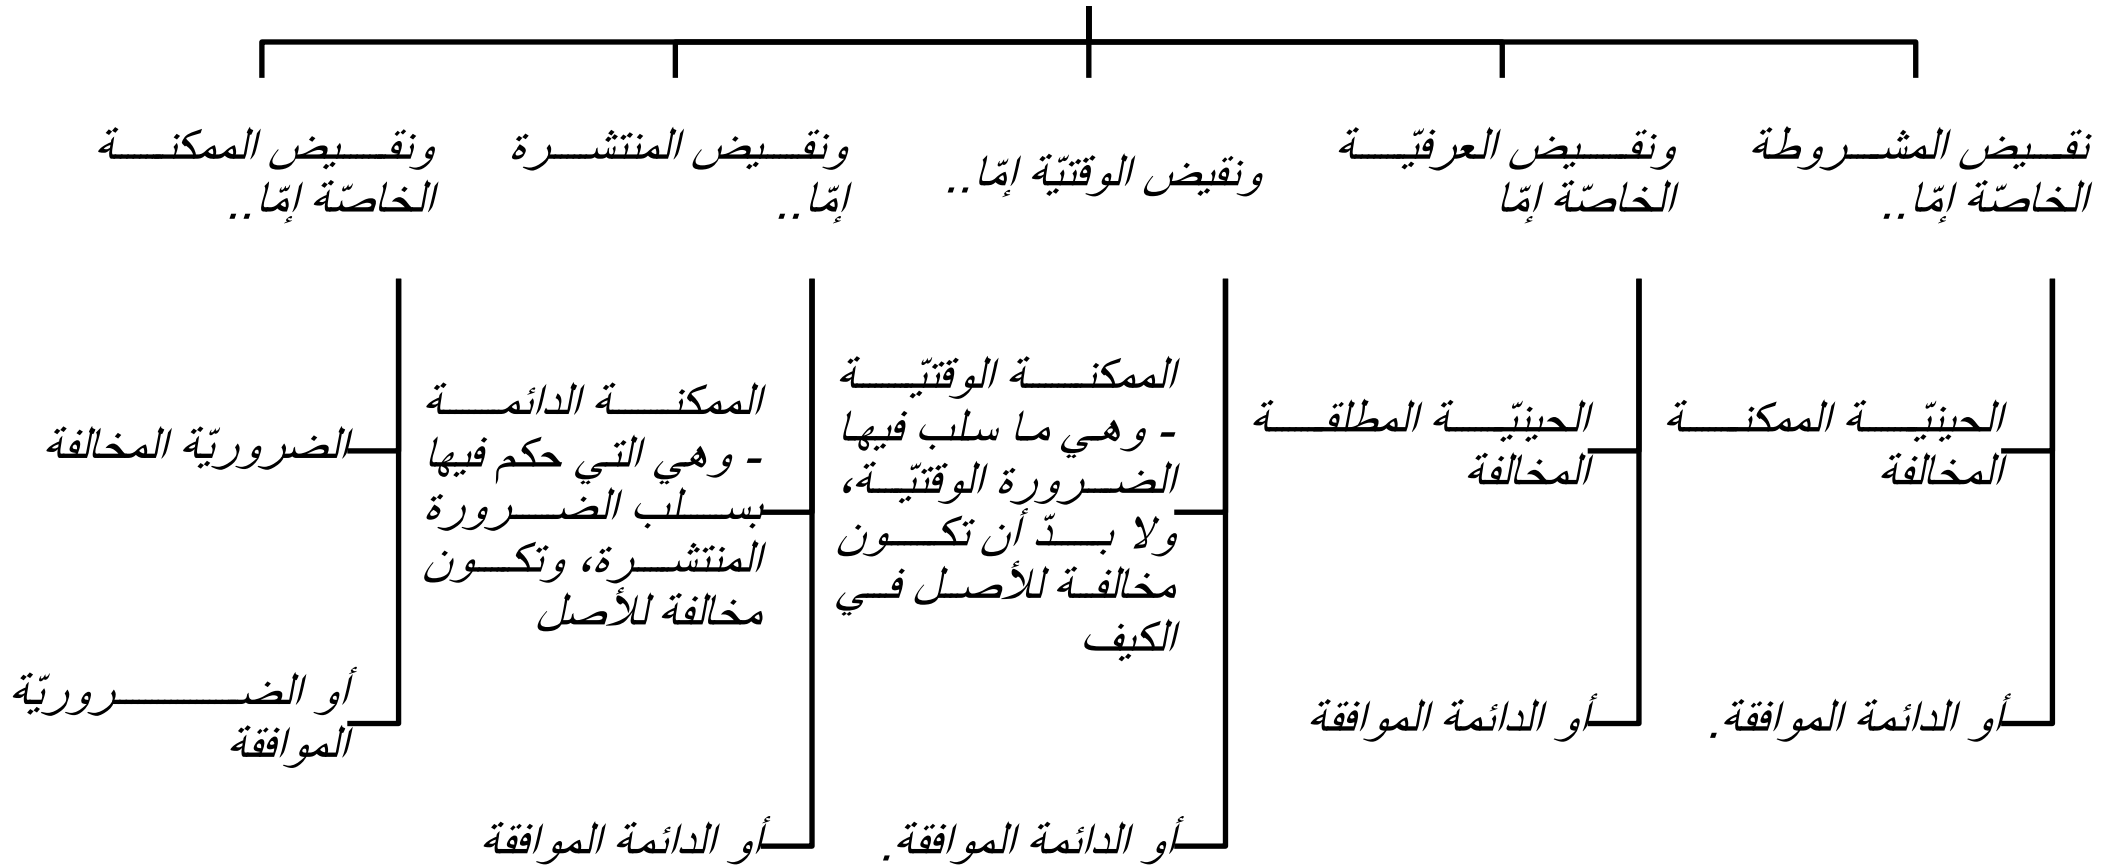 نقيض المشروطة
الخاصّة إمّا..
ونقيض العرفيّة
الخاصّة إمّا
ونقيض الوقتيّة إمّا..
ونقيض المنتشرة
إمّا..
ونقيض الممكنة
الخاصّة إمّا..
الحينيّة الممكنة
المخالفة
أو الدائمة الموافقة.
الحينيّة المطلقة
المخالفة
أو الدائمة الموافقة
الممكنة الوقتيّة
- وهي ما سلب فيها
الضرورة الوقتيّة،
ولا بدّ أن تكون
مخالفة للأصل في
الكيف
أو الدائمة الموافقة.
الممكنة الدائمة
- وهي التي حكم فيها
بسلب الضرورة
المنتشرة، وتكون
مخالفة للأصل
أو الدائمة الموافقة
الضروريّة المخالفة
أو الضروريّة
الموافقة